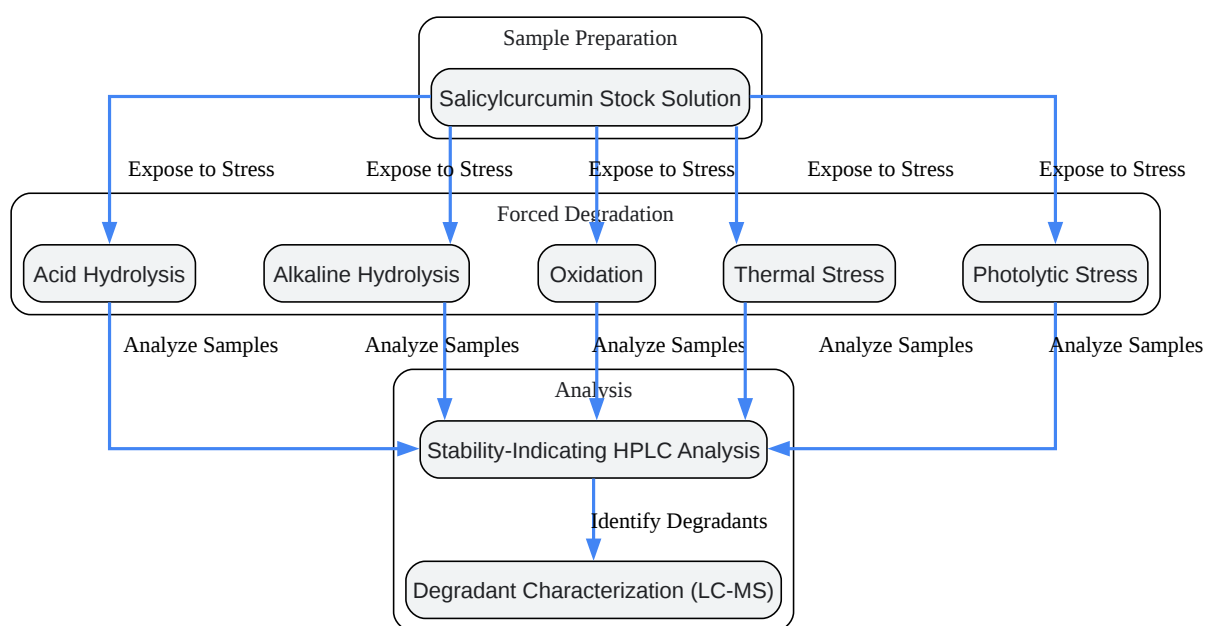 Sample Preparation
Salicylcurcumin Stock Solution
Expose to Stress
Expose to Stress
Expose to Stress
Expose to Stress
Expose to Stress
Forced Degradation
Acid Hydrolysis
Alkaline Hydrolysis
Oxidation
Thermal Stress
Photolytic Stress
Analyze Samples
Analyze Samples
Analyze Samples
Analyze Samples
Analyze Samples
Analysis
Stability-Indicating HPLC Analysis
Identify Degradants
Degradant Characterization (LC-MS)